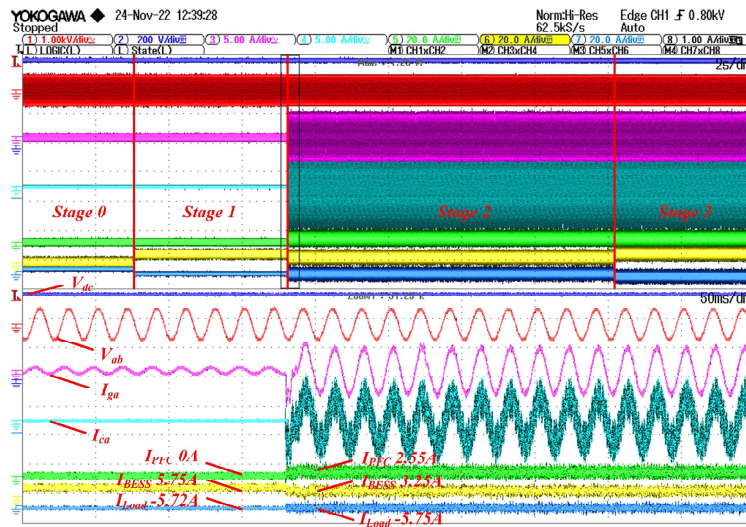 YOKOGAWA ◆ 24-Nov-22 12:39:28 Norm:Hi-Res Edge CH1 0.80kV
Stopped 62.5kS/s Auto
1 1.00kV/div 2 200 V/div 3 5.00 A/div 4 5.00 A/div 5 20.0 A/div 6 20.0 A/div 7 20.0 A/div 8 1.00 A/div
(L) LOGIC(L) (L) State(L) M1 CH1xCH2 M2 CH3xCH4 M3 CH5xCH6 M4 CH7xCH8
2s/div
Stage 0 Stage 1 Stage 2 Stage 3
50ms/div
Vdc
Vab
Iga
Ica
IPFC 0A IPFC 2.55A
IBESS 5.75A IBESS 3.25A
ILoad -5.72A ILoad -5.75A